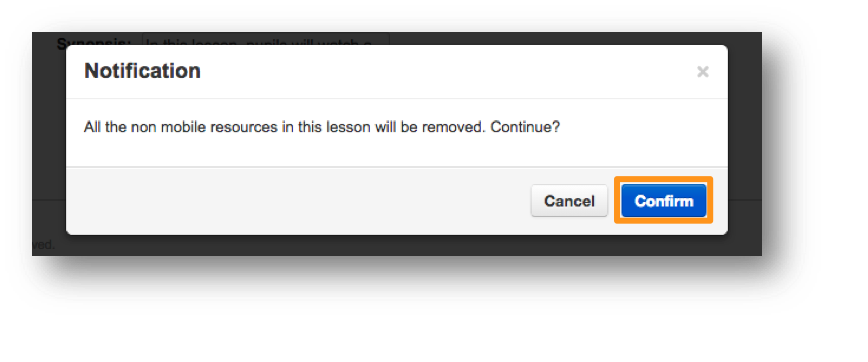 Synopsis: In this lesson, pupils will watch a
Notification
×
All the non mobile resources in this lesson will be removed. Continue?
Cancel Confirm
ved.